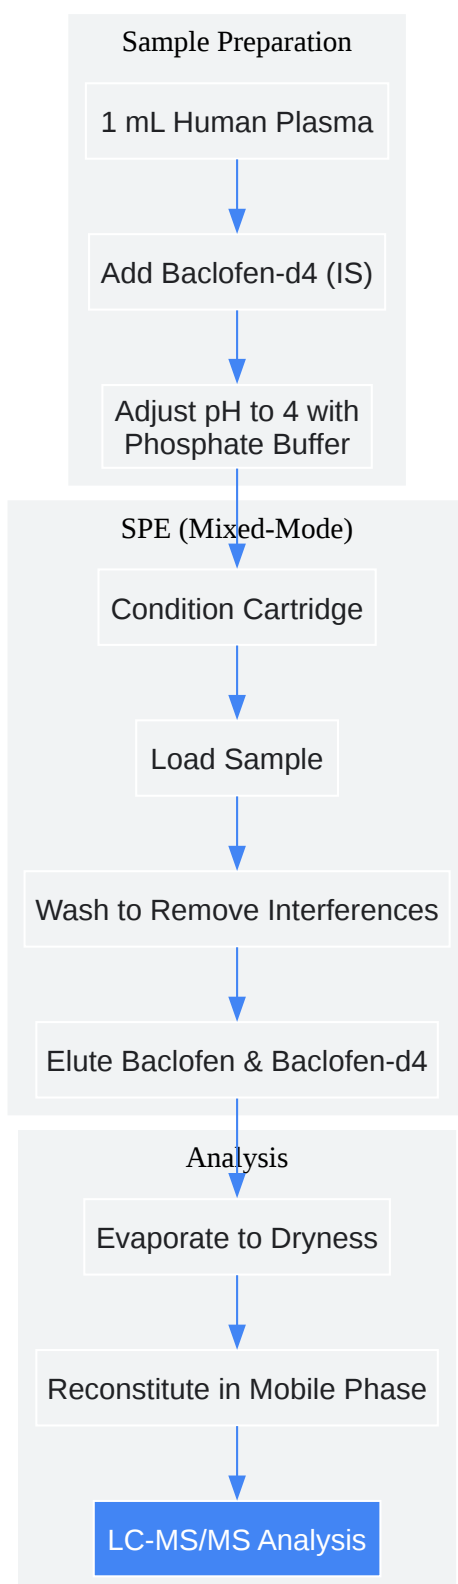 Sample Preparation
1 mL Human Plasma
Add Baclofen-d4 (IS)
Adjust pH to 4 with
Phosphate Buffer
SPE (Mixed-Mode)
Condition Cartridge
Load Sample
Wash to Remove Interferences
Elute Baclofen & Baclofen-d4
Analysis
Evaporate to Dryness
Reconstitute in Mobile Phase
LC-MS/MS Analysis